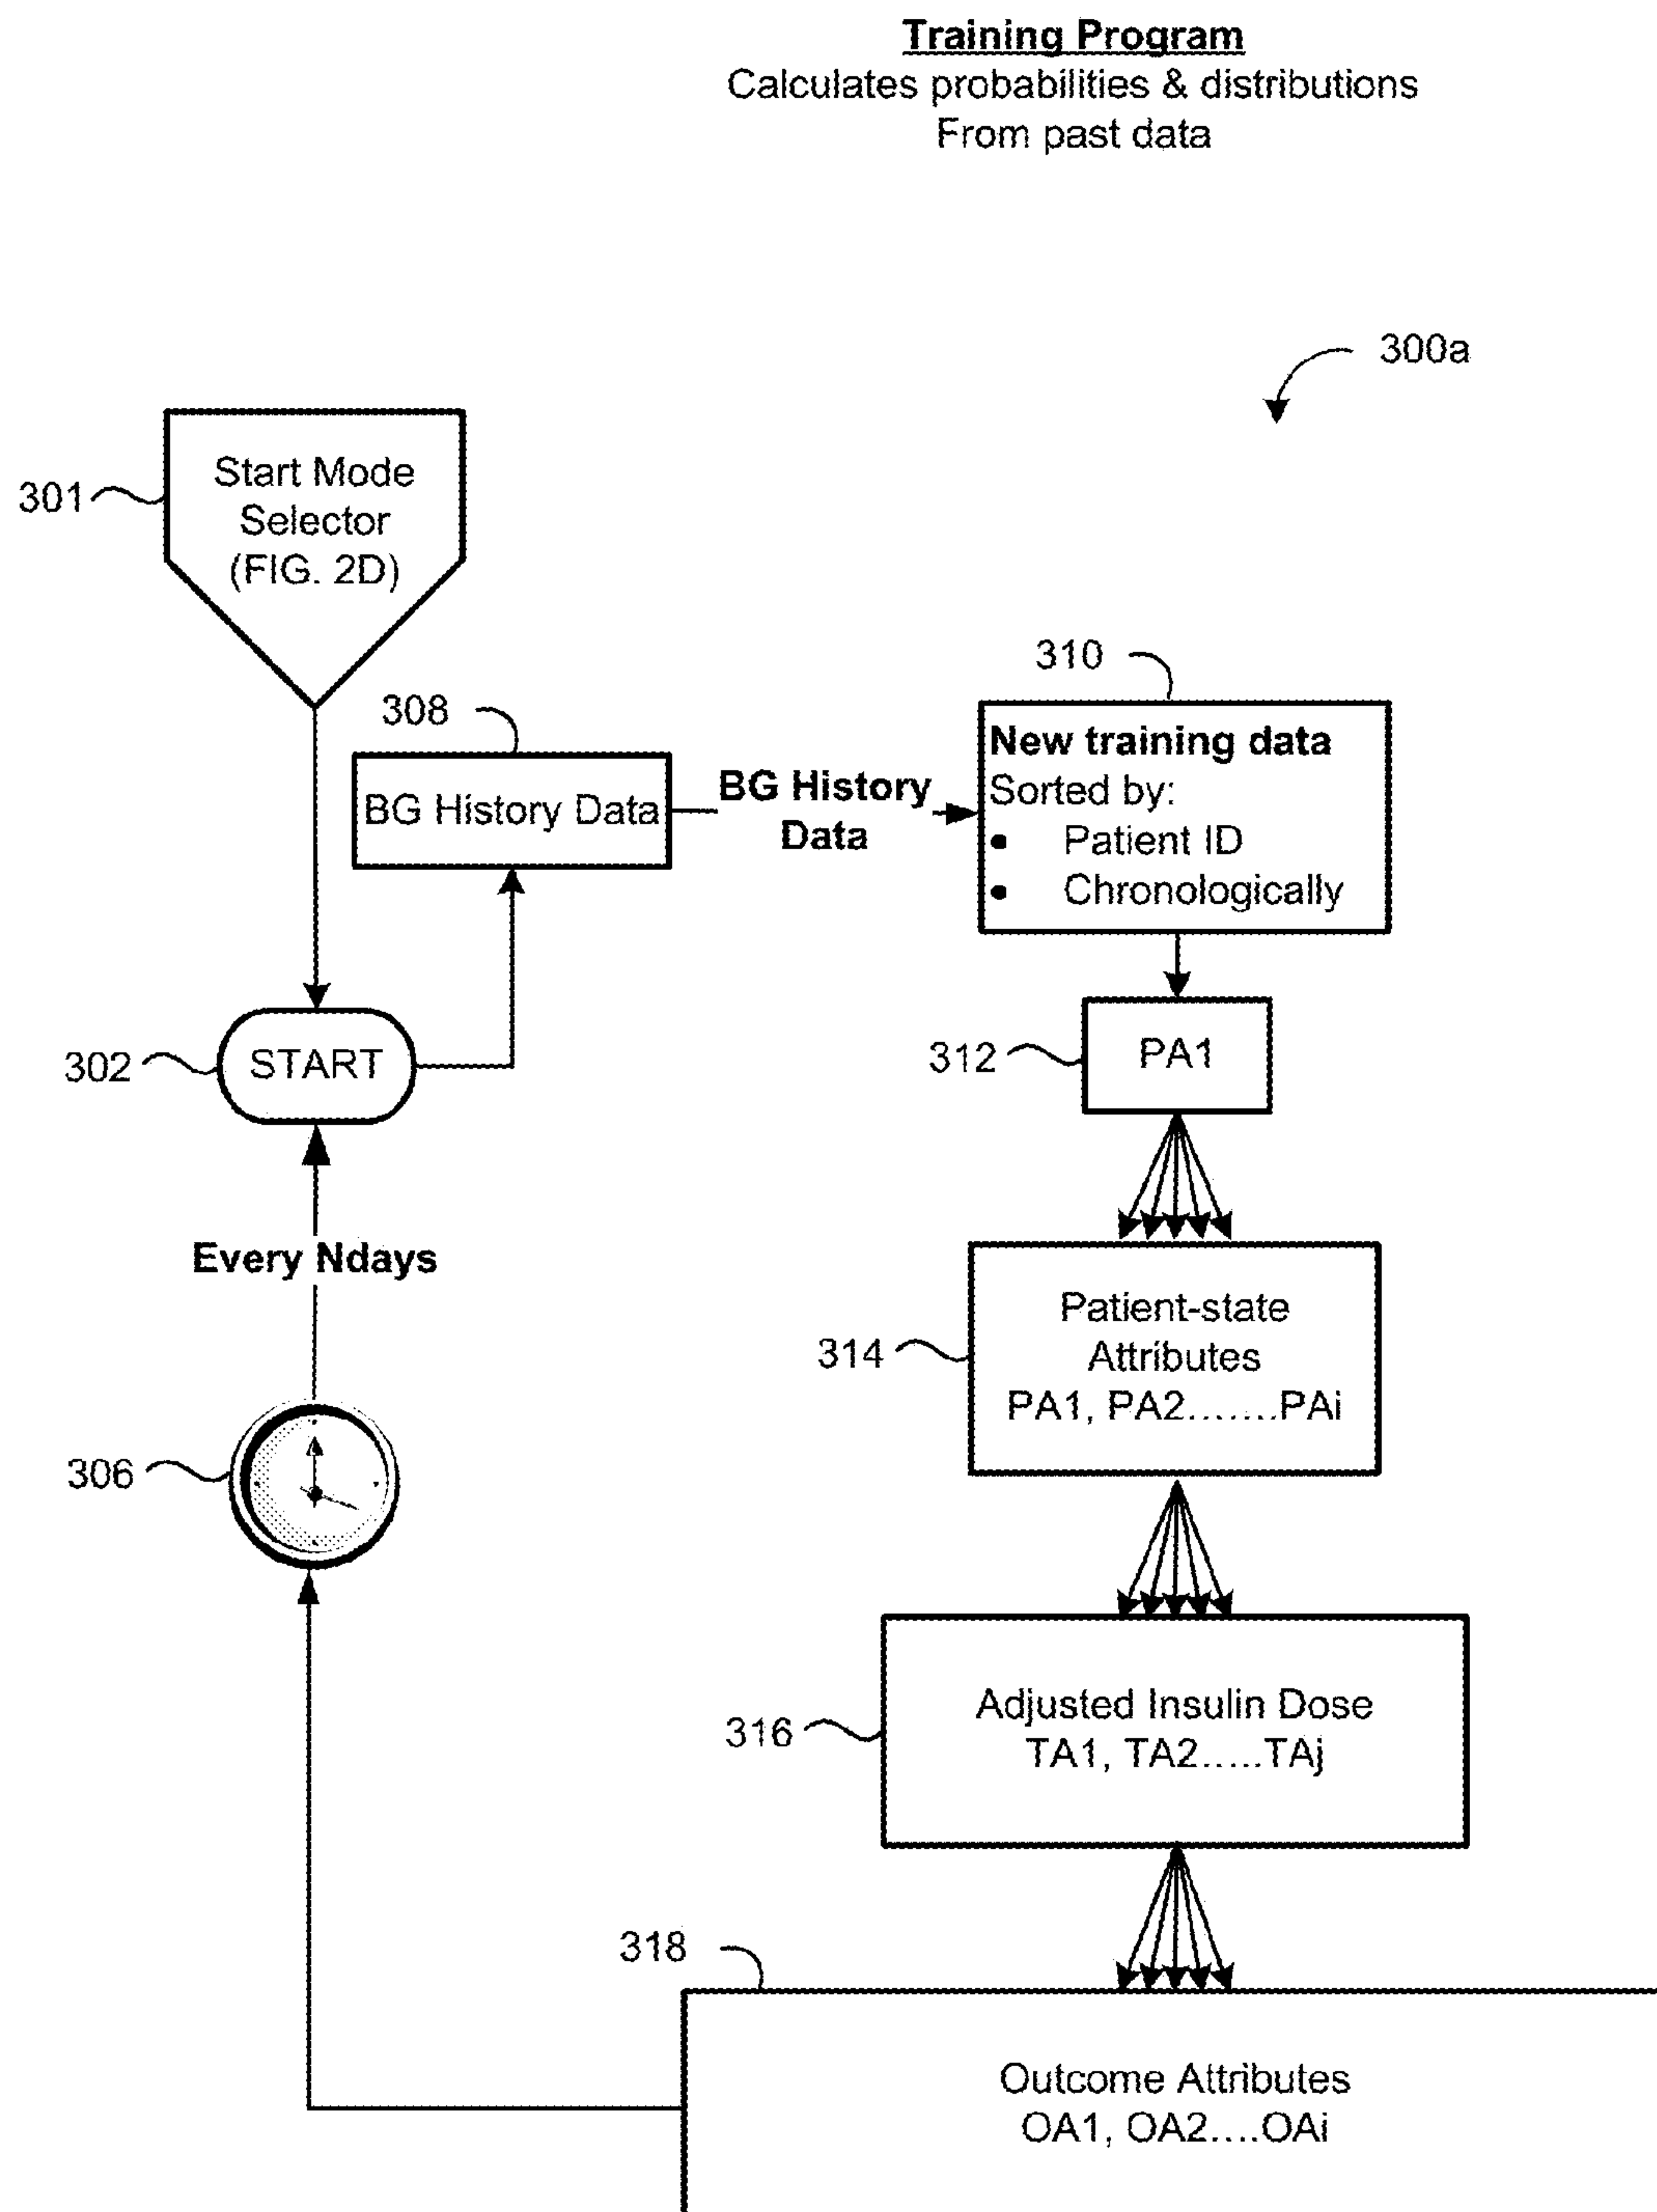 Training Program
Calculates probabilities & distributions
From past data
300a
301
Start Mode
Selector
(FIG. 2D)
310
308
New training data
Sorted by:
• Patient ID
• Chronologically
BG History Data
BG History
Data
302
START
312
PA1
Every Ndays
314
Patient-state
Attributes
PA1, PA2.......PAi
306
316
Adjusted Insulin Dose
TA1, TA2.....TAj
318
Outcome Attributes
OA1, OA2....OAi